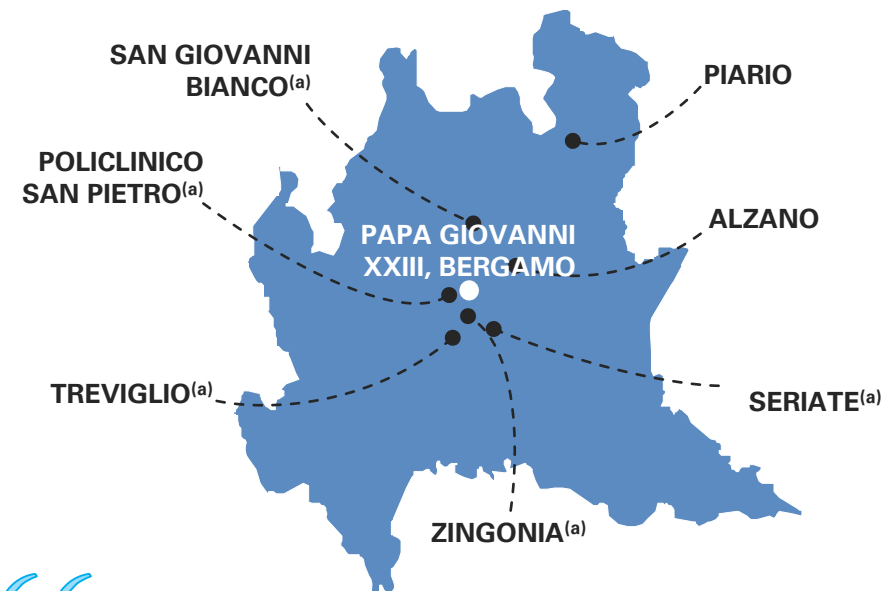 SAN GIOVANNI
BIANCO(a)
PIARIO
POLICLINICO
SAN PIETRO(a)
ALZANO
PAPA GIOVANNI
XXIII, BERGAMO
TREVIGLIO(a)
SERIATE(a)
ZINGONIA(a)